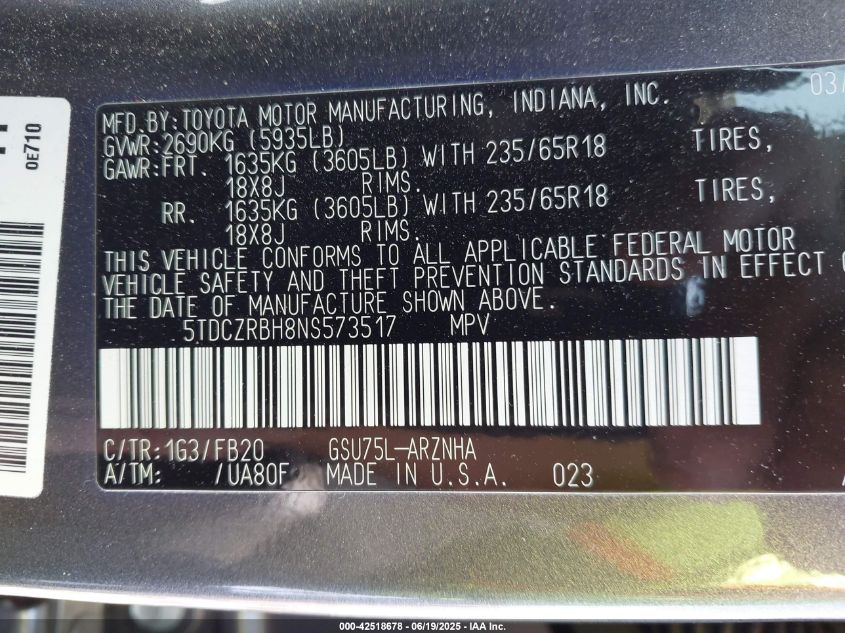 0E710
03/
MFD.BY:TOYOTA MOTOR MANUFACTURING, INDIANA, INC.
GVWR:2690KG (5935LB)
GAWR:FRT. 1635KG (3605LB) WITH 235/65R18 TIRES,
18X8J RIMS.
RR. 1635KG (3605LB) WITH 235/65R18 TIRES,
18X8J RIMS.
THIS VEHICLE CONFORMS TO ALL APPLICABLE FEDERAL MOTOR
VEHICLE SAFETY AND THEFT PREVENTION STANDARDS IN EFFECT
THE DATE OF MANUFACTURE SHOWN ABOVE.
5TDCZRBH8NS573517 MPV
C/TR:1G3/FB20 GSU75L-ARZNHA
A/TM: /UA80F MADE IN U.S.A. 023
000-42518678 - 06/19/2025 - IAA Inc.